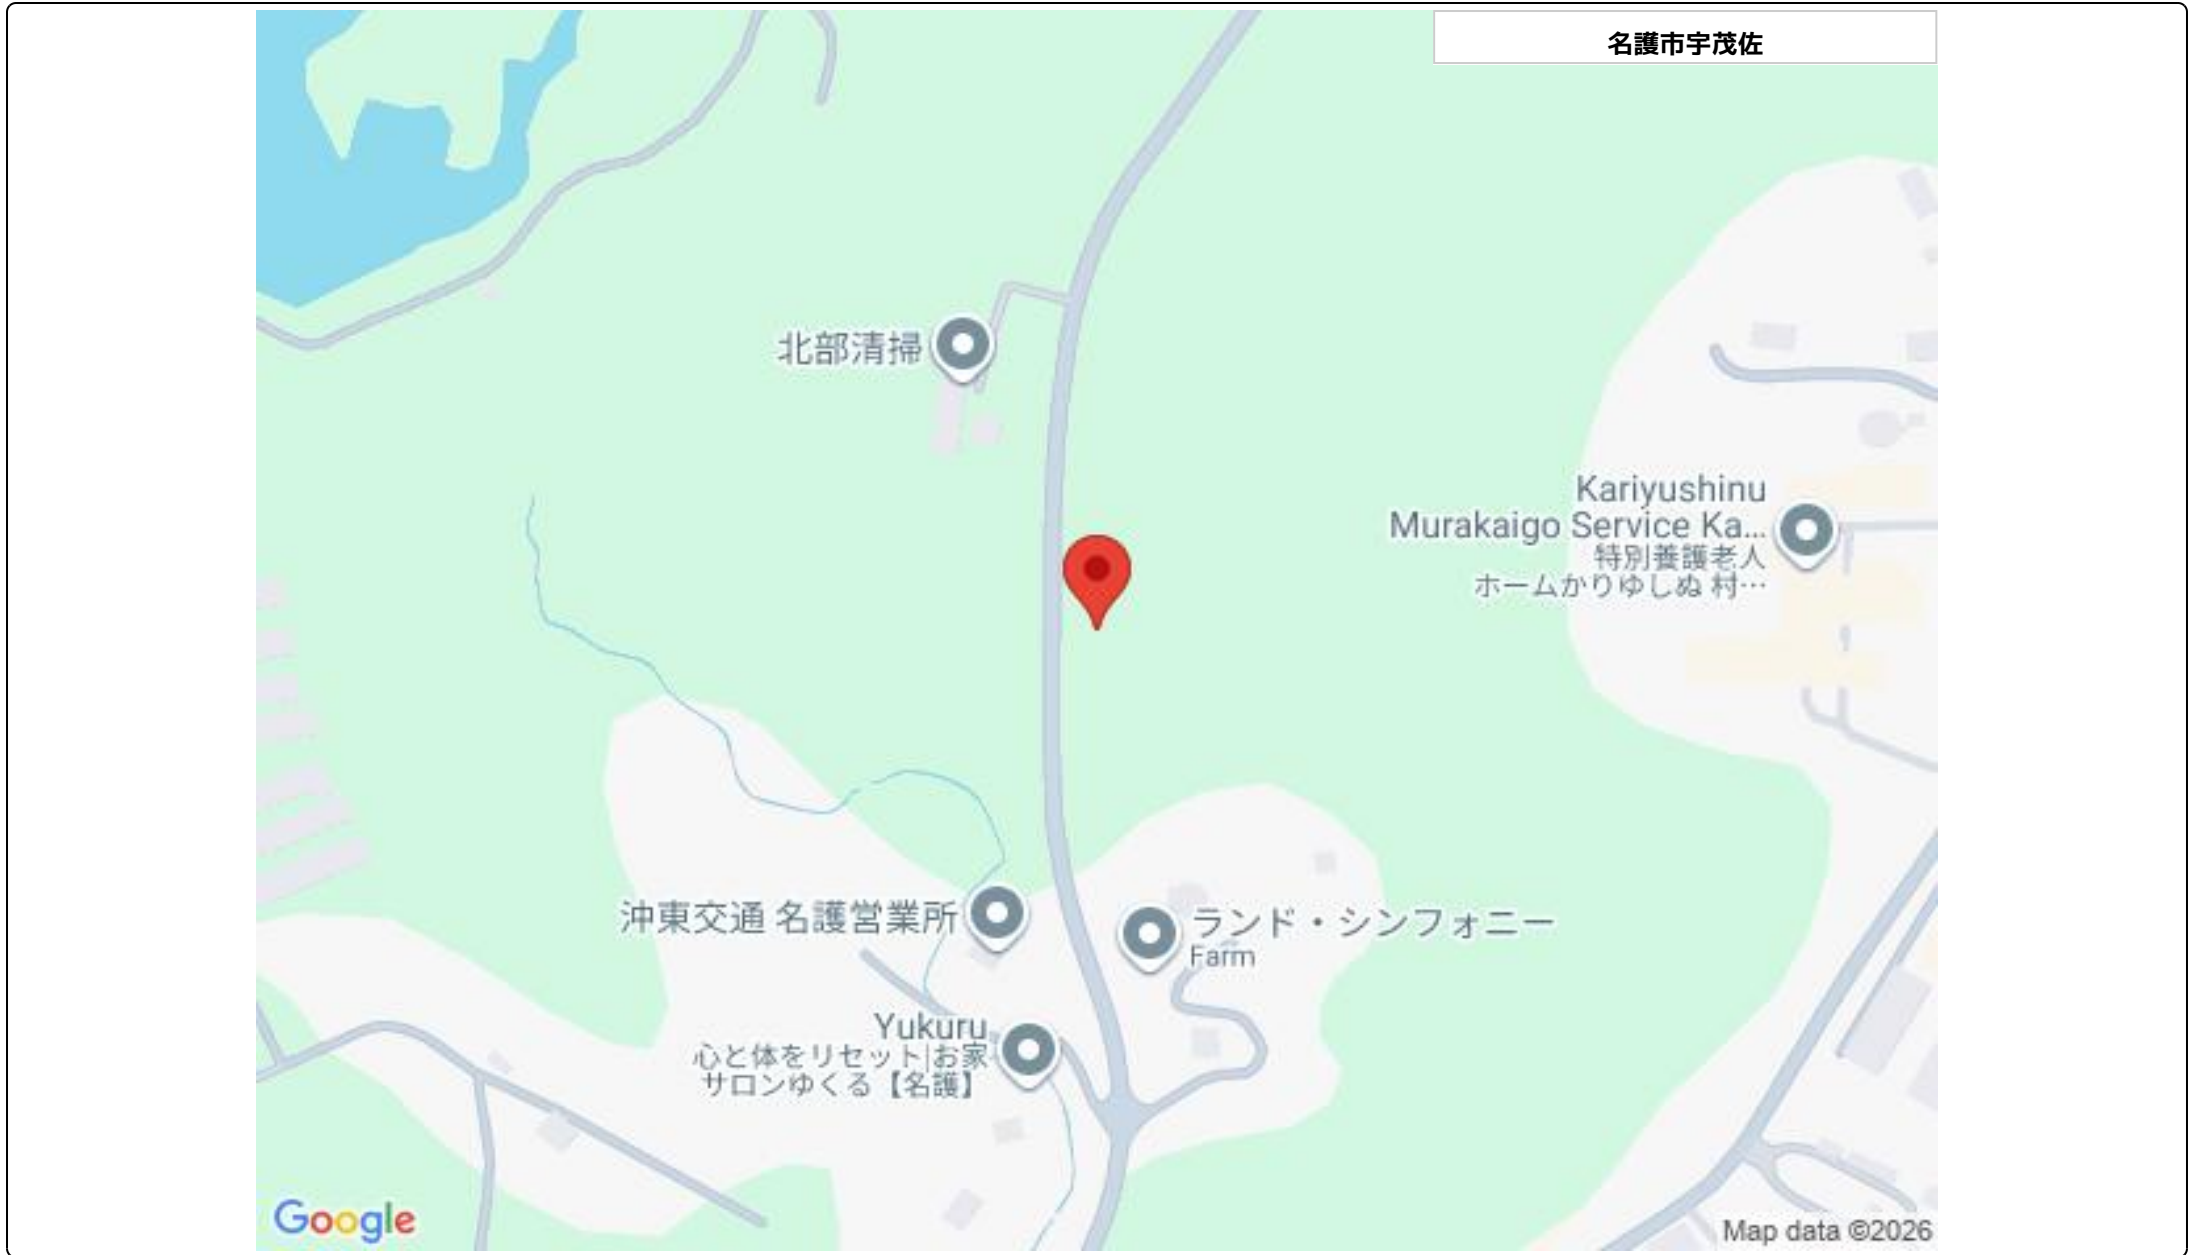 名護市宇茂佐
北部清掃
Kariyushinu
Murakaigo Service Ka...
特別養護老人
ホームかりゆしぬ 村…
沖東交通 名護営業所
ランド・シンフォニー
Farm
Yukuru
心と体をリセット|お家
サロンゆくる【名護】
Google
Map data ©2026